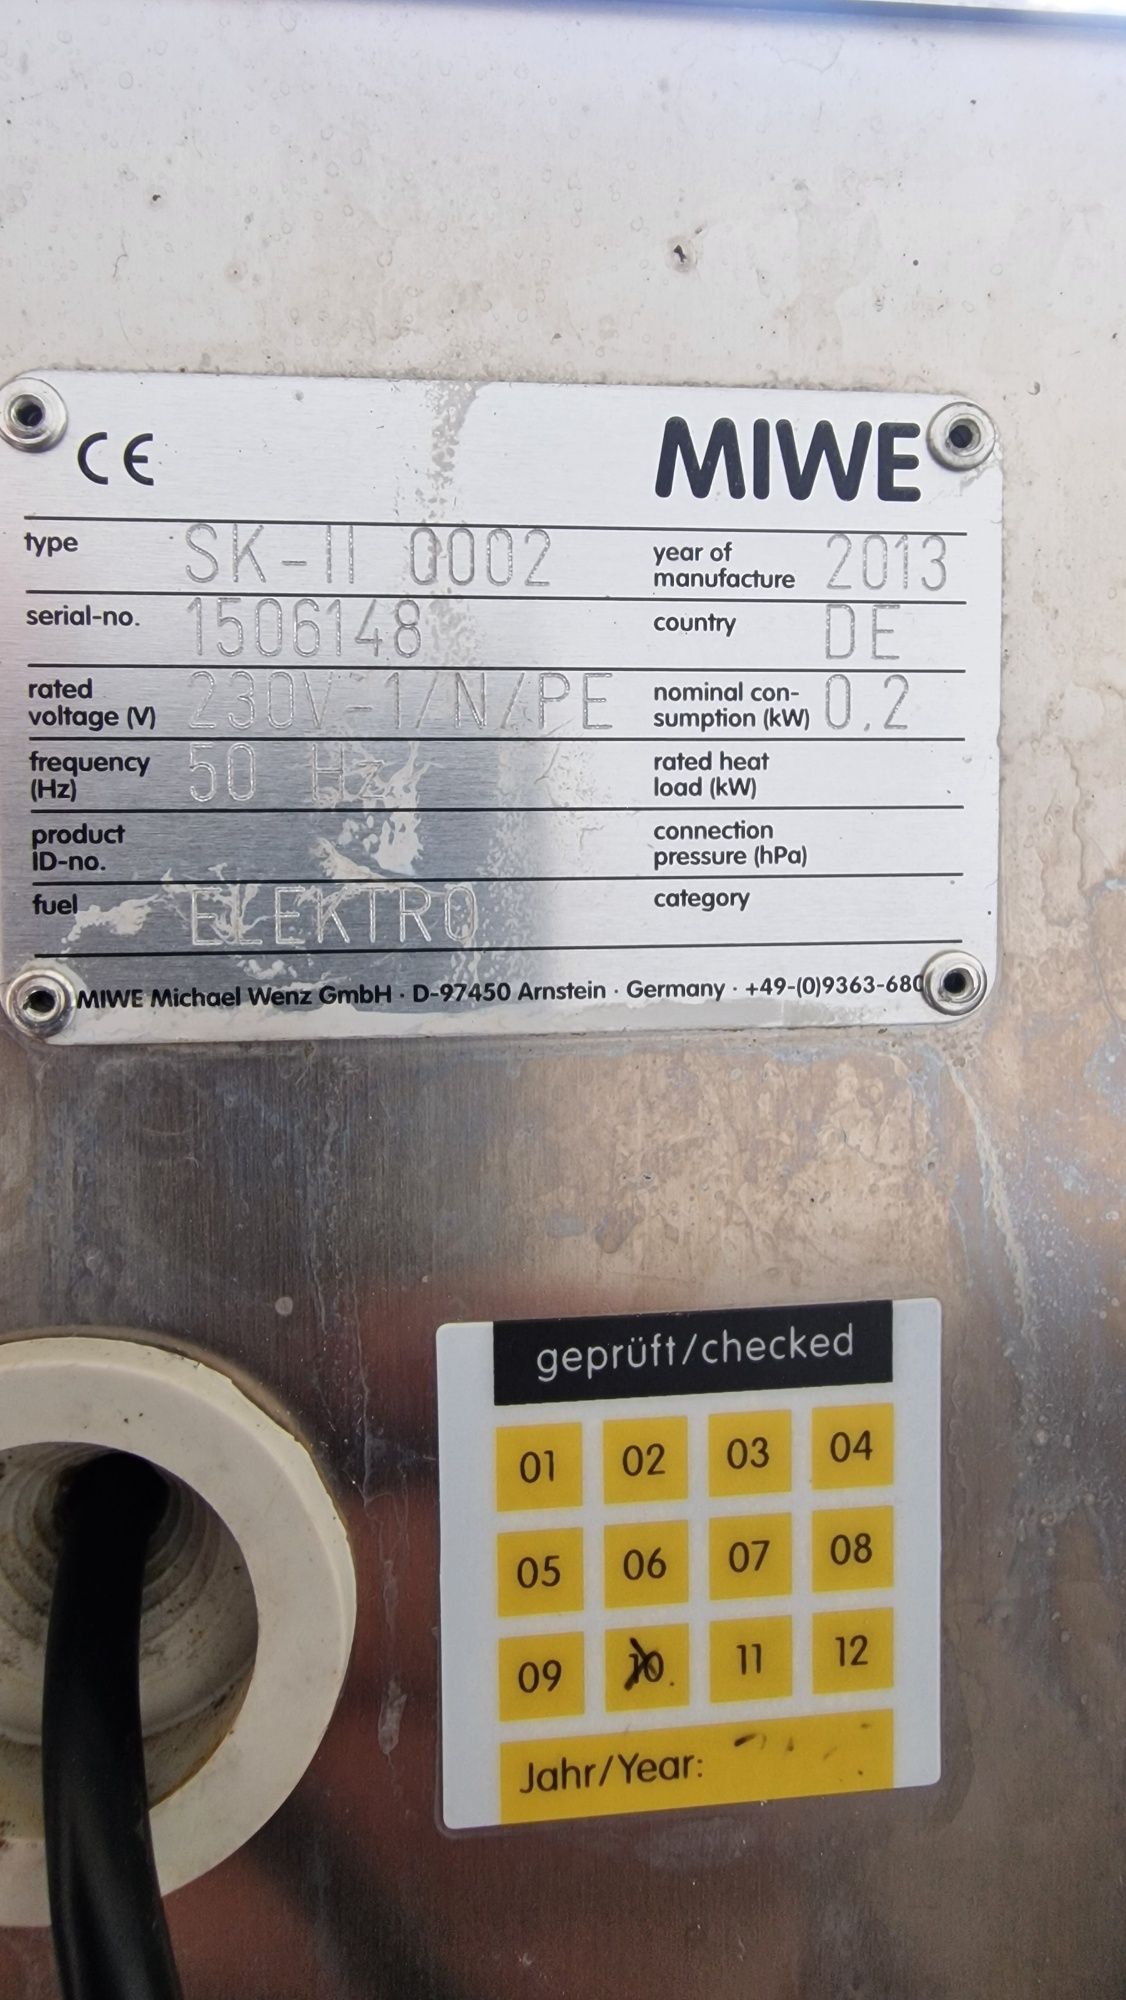 CE
MIWE
type SK-II 0002
year of manufacture 2013
serial-no. 1506148
country DE
rated voltage (V) 230V-1/N/PE
nominal con-
sumption (kW) 0.2
frequency (Hz) 50 Hz
rated heat load (kW)
product ID-no.
connection pressure (hPa)
fuel ELEKTRO
category
MIWE Michael Wenz GmbH · D-97450 Arnstein · Germany · +49-(0)9363-680
geprüft/checked
01 02 03 04
05 06 07 08
09 10 11 12
Jahr/Year: